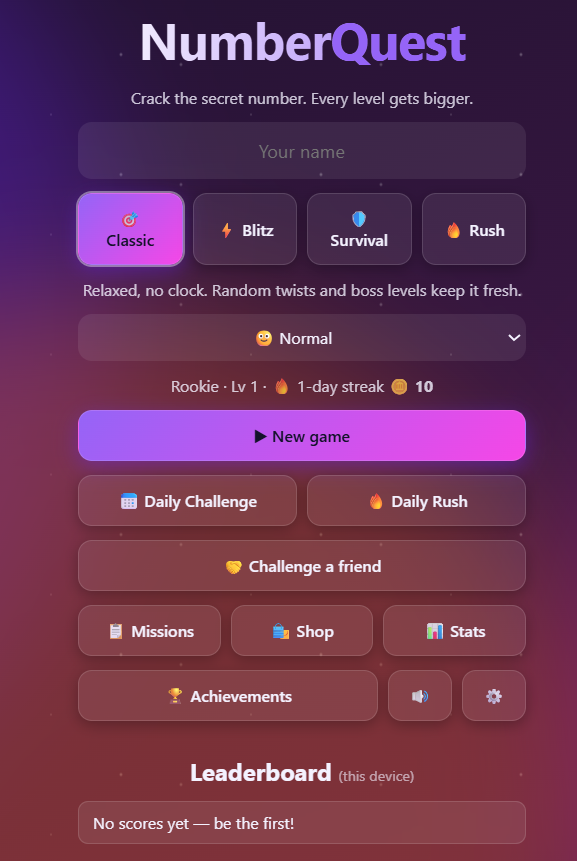 NumberQuest
Crack the secret number. Every level gets bigger.
Your name
🎯 Classic
⚡ Blitz
🛡️ Survival
🔥 Rush
Relaxed, no clock. Random twists and boss levels keep it fresh.
🙂 Normal
Rookie · Lv 1 · 🔥 1-day streak 🪙 10
▶ New game
📅 Daily Challenge
🔥 Daily Rush
🤝 Challenge a friend
📋 Missions
🛍️ Shop
📊 Stats
🏆 Achievements
🔊
⚙️
Leaderboard (this device)
No scores yet — be the first!